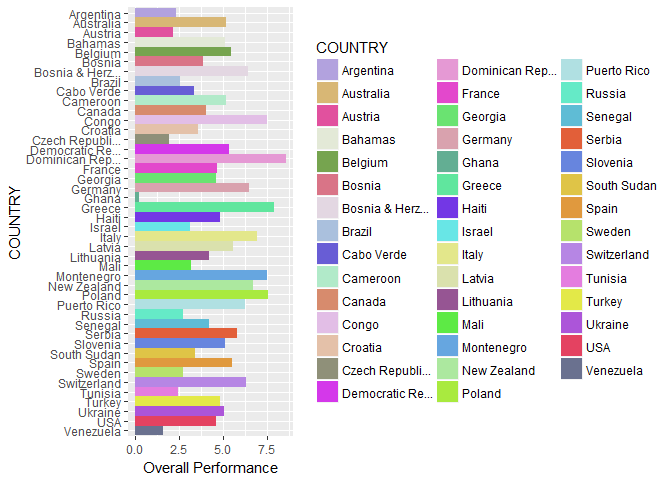 COUNTRY
Argentina
Australia
Austria
Bahamas
Belgium
Bosnia
Bosnia & Herz...
Brazil
Cabo Verde
Cameroon
Canada
Congo
Croatia
Czech Republi...
Democratic Re...
Dominican Rep...
France
Georgia
Germany
Ghana
Greece
Haiti
Israel
Italy
Latvia
Lithuania
Mali
Montenegro
New Zealand
Poland
Puerto Rico
Russia
Senegal
Serbia
Slovenia
South Sudan
Spain
Sweden
Switzerland
Tunisia
Turkey
Ukraine
USA
Venezuela
0.0 2.5 5.0 7.5
Overall Performance
COUNTRY
Argentina
Australia
Austria
Bahamas
Belgium
Bosnia
Bosnia & Herz...
Brazil
Cabo Verde
Cameroon
Canada
Congo
Croatia
Czech Republi...
Democratic Re...
Dominican Rep...
France
Georgia
Germany
Ghana
Greece
Haiti
Israel
Italy
Latvia
Lithuania
Mali
Montenegro
New Zealand
Poland
Puerto Rico
Russia
Senegal
Serbia
Slovenia
South Sudan
Spain
Sweden
Switzerland
Tunisia
Turkey
Ukraine
USA
Venezuela